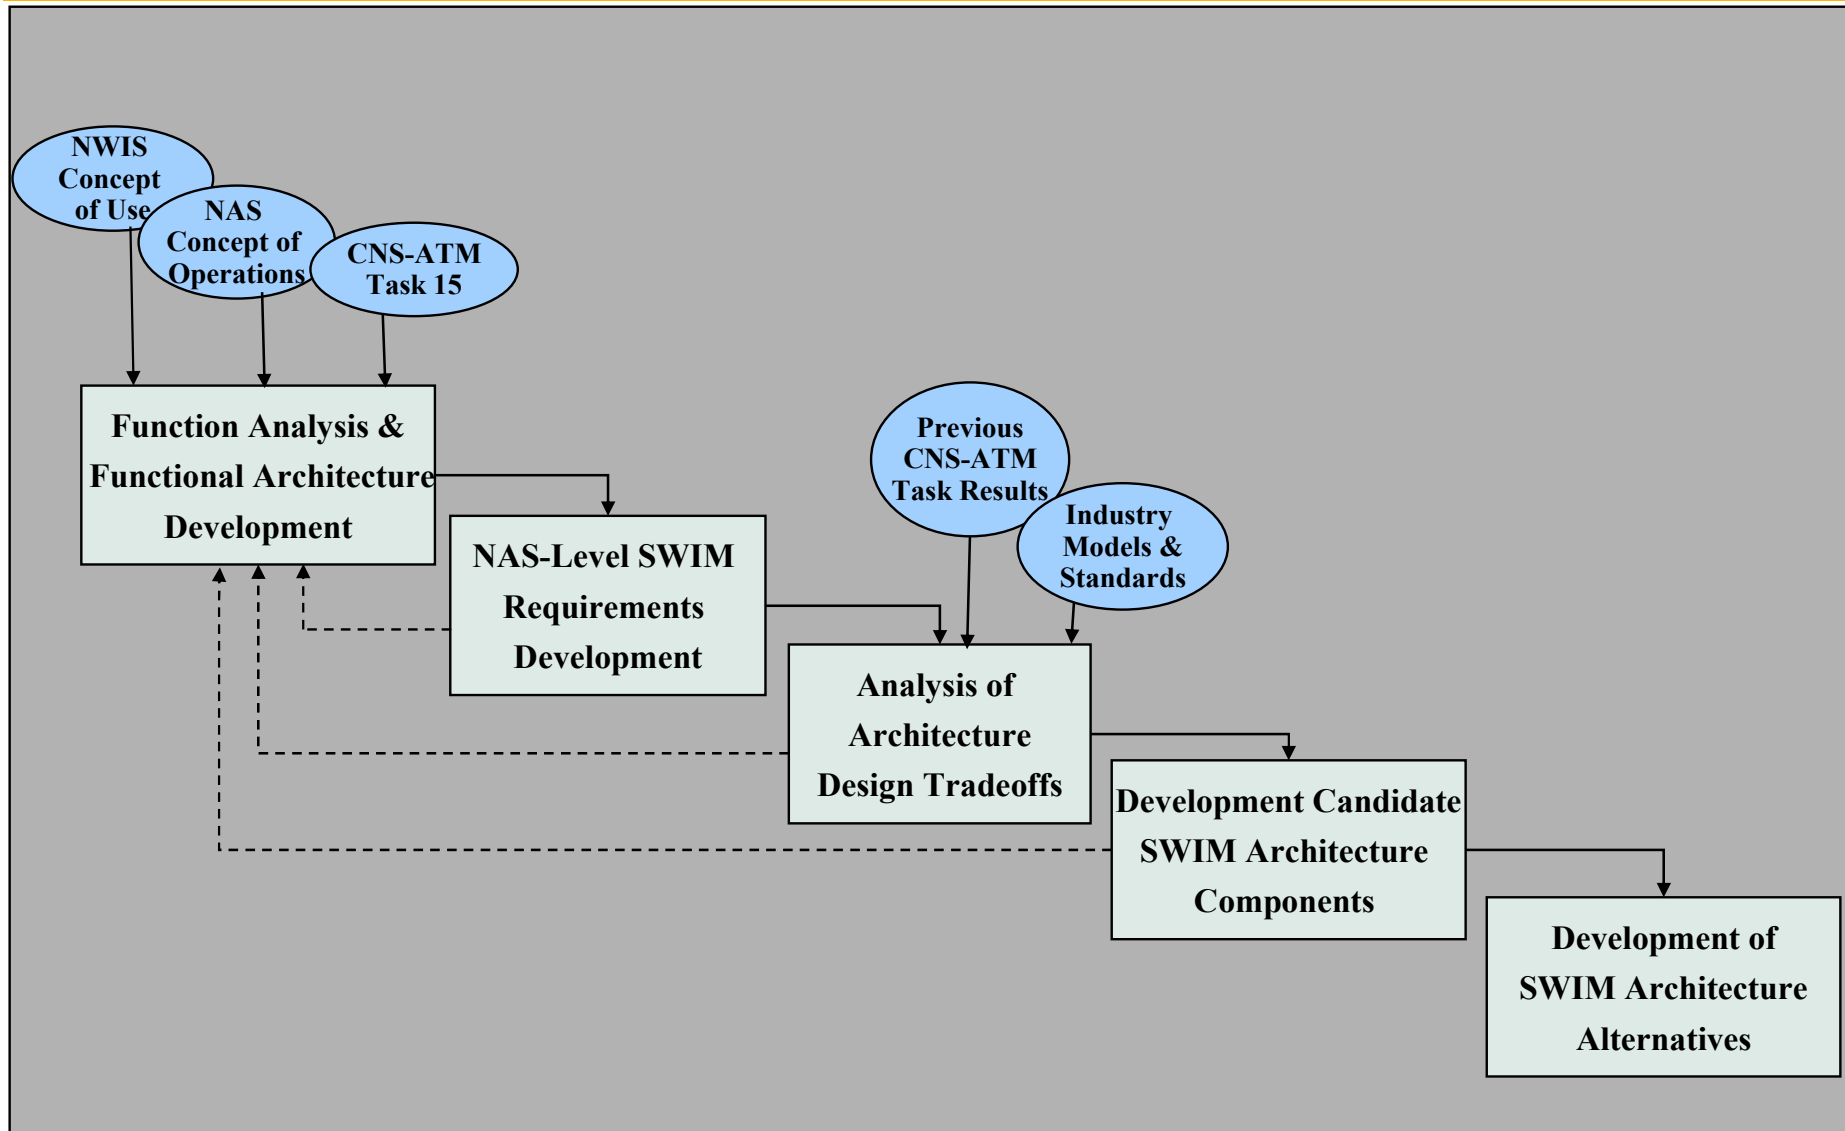 NWIS
Concept
of Use
NAS
Concept of
Operations
CNS-ATM
Task 15
Function Analysis &
Functional Architecture
Development
Previous
CNS-ATM
Task Results
Industry
Models &
Standards
NAS-Level SWIM
Requirements
Development
Analysis of
Architecture
Design Tradeoffs
Development Candidate
SWIM Architecture
Components
Development of
SWIM Architecture
Alternatives